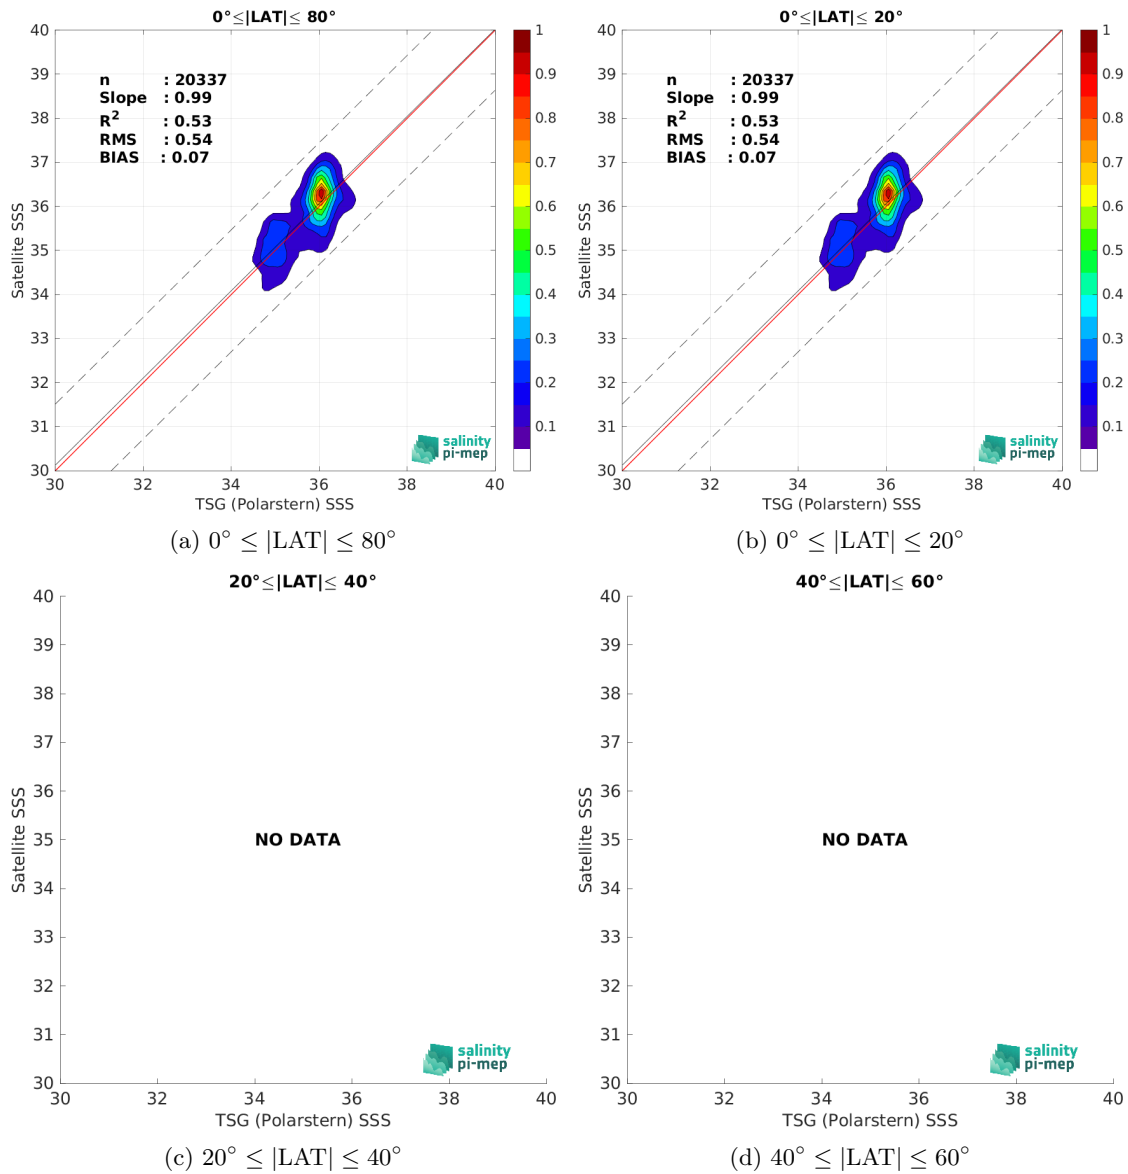 0°≤|LAT|≤ 80°
40
39
38
37
36
35
34
33
32
31
30
Satellite SSS
n : 20337
Slope : 0.99
R² : 0.53
RMS : 0.54
BIAS : 0.07
1
0.9
0.8
0.7
0.6
0.5
0.4
0.3
0.2
0.1
salinity
pi-mep
30 32 34 36 38 40
TSG (Polarstern) SSS
(a) 0° ≤ |LAT| ≤ 80°
0°≤|LAT|≤ 20°
40
39
38
37
36
35
34
33
32
31
30
Satellite SSS
n : 20337
Slope : 0.99
R² : 0.53
RMS : 0.54
BIAS : 0.07
1
0.9
0.8
0.7
0.6
0.5
0.4
0.3
0.2
0.1
salinity
pi-mep
30 32 34 36 38 40
TSG (Polarstern) SSS
(b) 0° ≤ |LAT| ≤ 20°
20°≤|LAT|≤ 40°
40
39
38
37
36
35
34
33
32
31
30
Satellite SSS
NO DATA
salinity
pi-mep
30 32 34 36 38 40
TSG (Polarstern) SSS
(c) 20° ≤ |LAT| ≤ 40°
40°≤|LAT|≤ 60°
40
39
38
37
36
35
34
33
32
31
30
Satellite SSS
NO DATA
salinity
pi-mep
30 32 34 36 38 40
TSG (Polarstern) SSS
(d) 40° ≤ |LAT| ≤ 60°